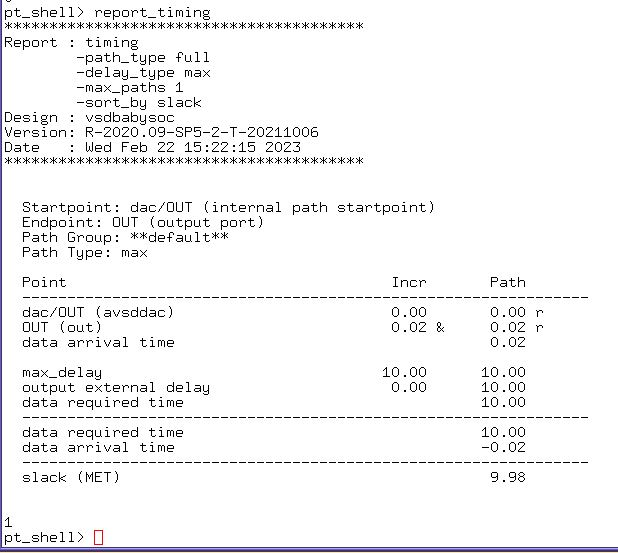 pt_shell> report_timing
****************************************
Report : timing
        -path_type full
        -delay_type max
        -max_paths 1
        -sort_by slack
Design : vsdbabysoc
Version: R-2020.09-SP5-2-T-20211006
Date   : Wed Feb 22 15:22:15 2023
****************************************
  Startpoint: dac/OUT (internal path startpoint)
  Endpoint: OUT (output port)
  Path Group: **default**
  Path Type: max
  Point                                    Incr       Path
---------------------------------------------------------------
  dac/OUT (avsddac)                        0.00       0.00 r
  OUT (out)                                0.02 &     0.02 r
  data arrival time                                   0.02
  max_delay                               10.00      10.00
  output external delay                    0.00      10.00
  data required time                                 10.00
---------------------------------------------------------------
  data required time                                 10.00
  data arrival time                                  -0.02
---------------------------------------------------------------
  slack (MET)                                         9.98
1
pt_shell>